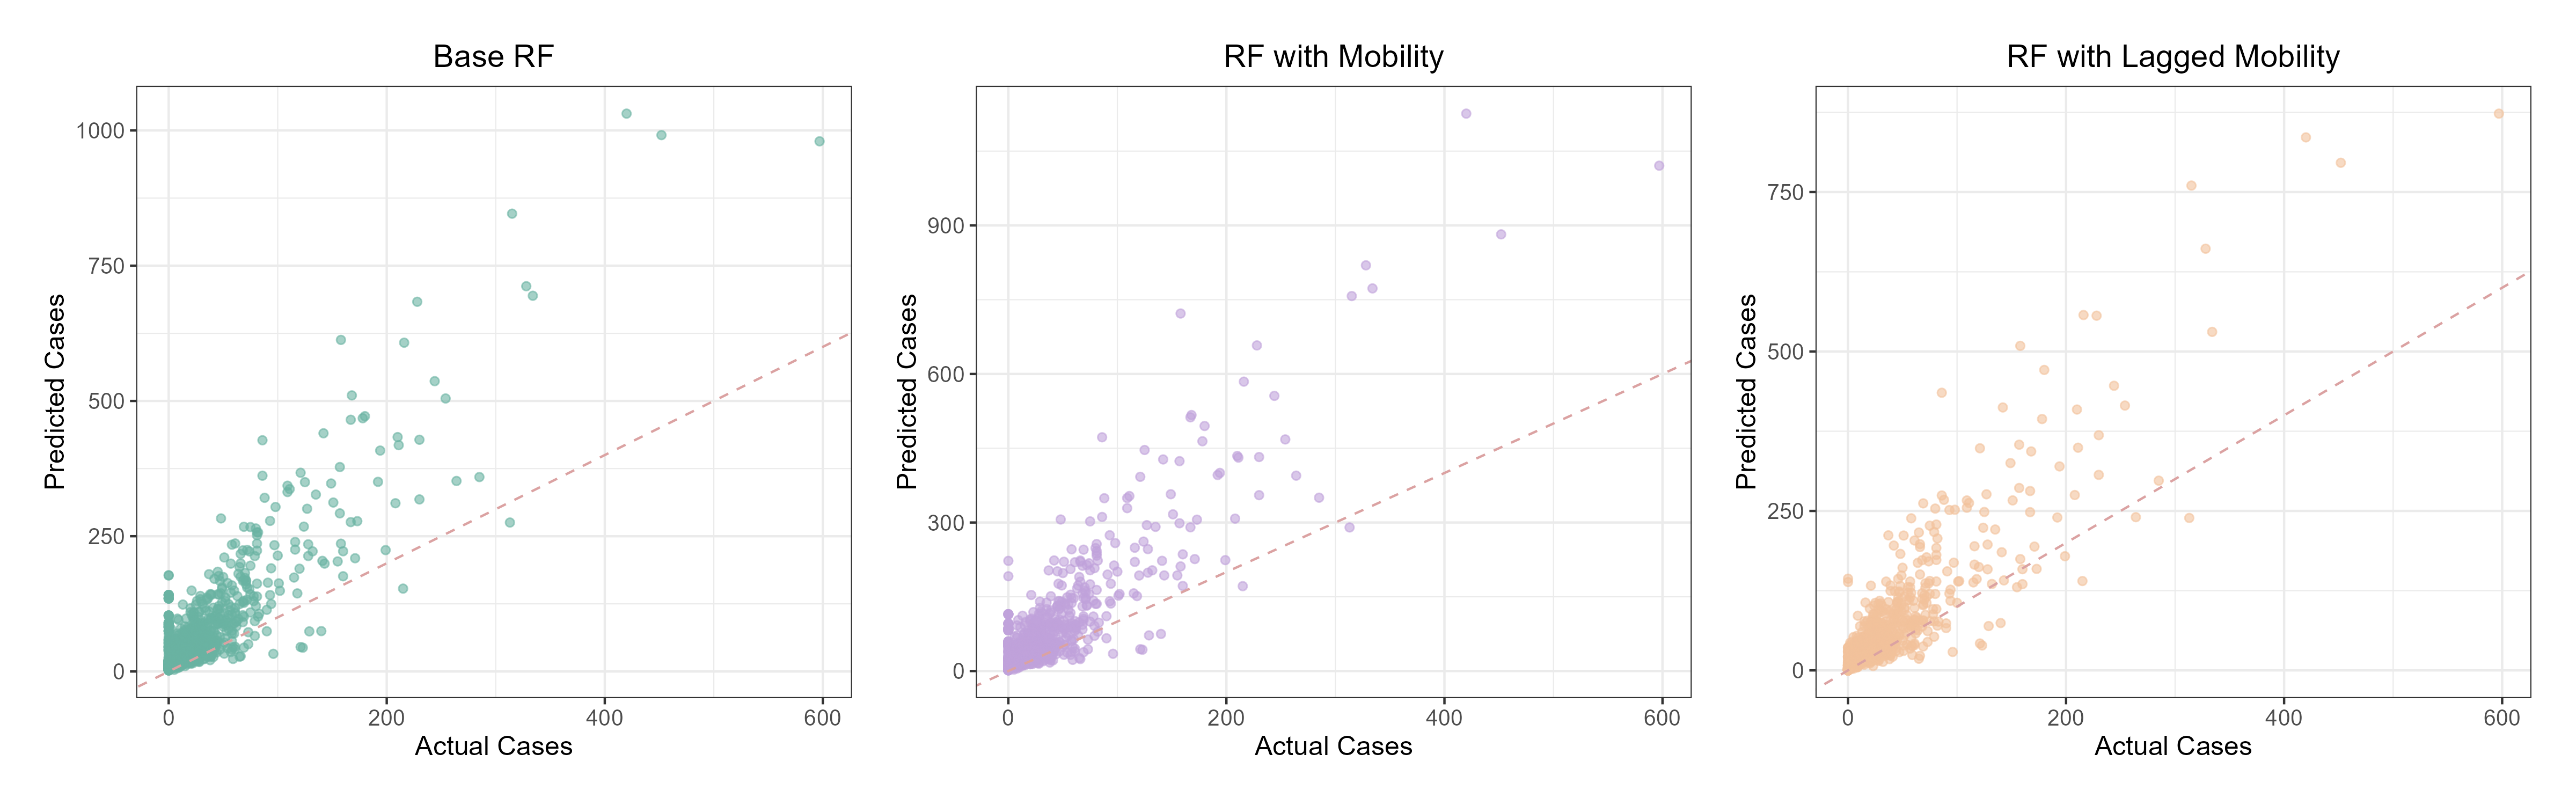 Base RF
RF with Mobility
RF with Lagged Mobility
Predicted Cases
1000
750
500
250
0
0 200 400 600
Actual Cases
Predicted Cases
900
600
300
0
0 200 400 600
Actual Cases
Predicted Cases
750
500
250
0
0 200 400 600
Actual Cases